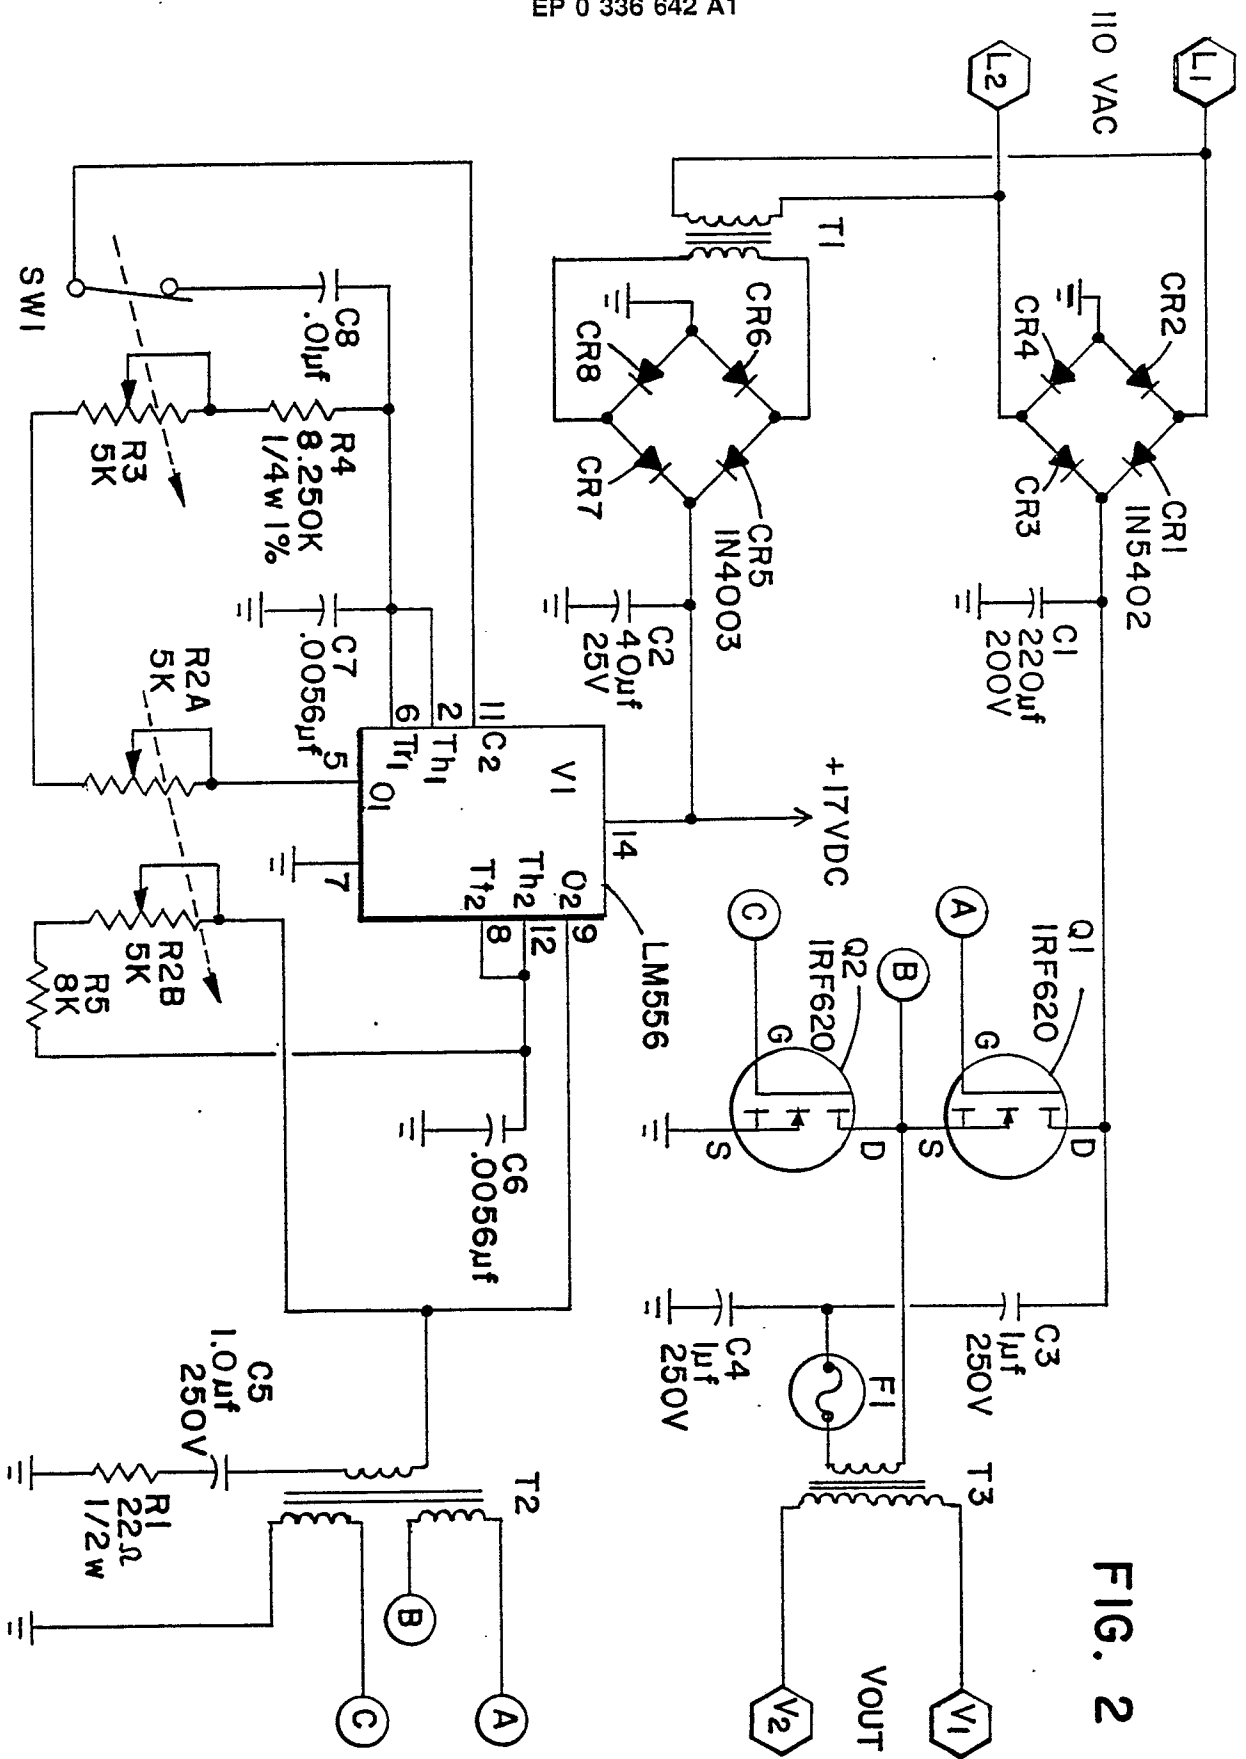 EP 0 336 642 A1
110 VAC
L1
L2
CR2
CR4
CR1
IN5402
CR3
C1
220µf
200V
T1
CR6
CR8
CR5
IN4003
CR7
C2
40µf
25V
+17VDC
Q1
IRF620
A
G
D
S
B
Q2
IRF620
C
G
D
S
C3
1µf
250V
C4
1µf
250V
F1
T3
V1
VOUT
V2
FIG. 2
SW1
C8
.01µf
R4
8.250K
1/4w 1%
R3
5K
C7
.0056µf
R2A
5K
11
C2
2
Th1
6
Tr1
5
O1
V1
14
LM556
O2
9
Th2
12
Tt2
8
7
R2B
5K
R5
8K
C6
.0056µf
C5
1.0µf
250V
R1
22Ω
1/2w
T2
A
B
C